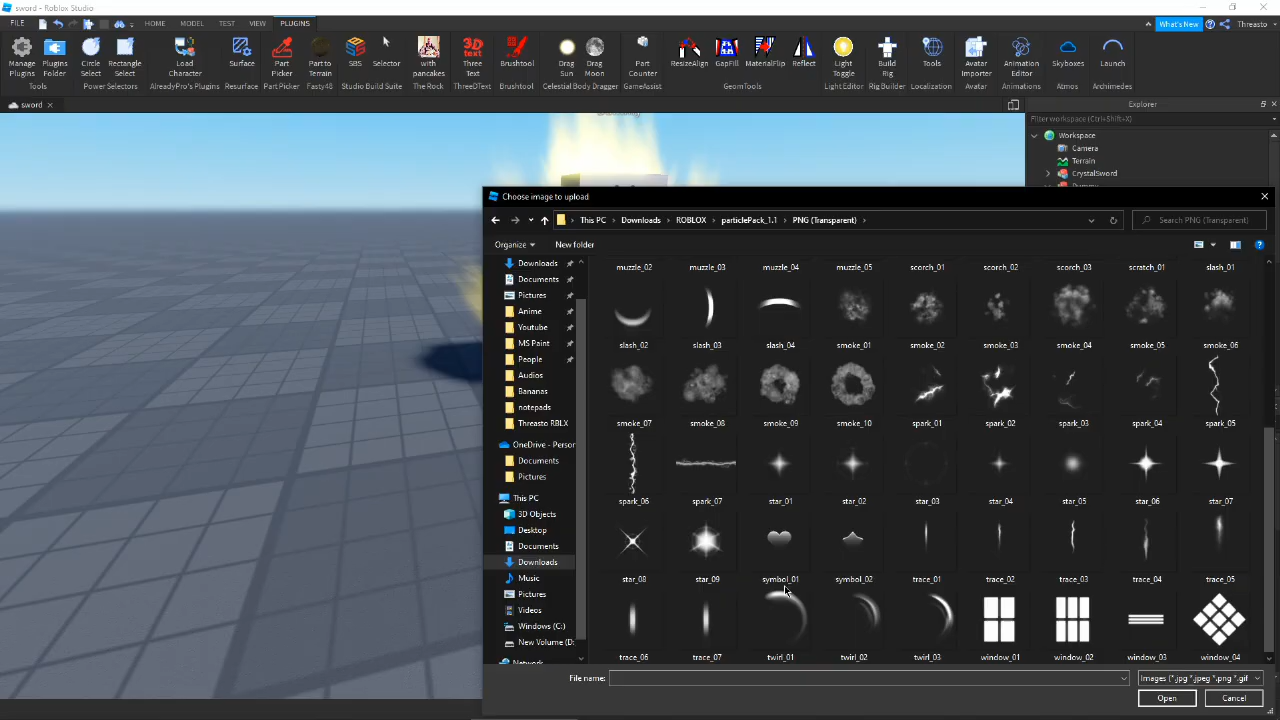 sword - Roblox Studio
FILE HOME MODEL TEST VIEW PLUGINS What's New Threasto
Manage Plugins Plugins Folder Circle Select Rectangle Select Load Character Surface Part Picker Part to Terrain SBS Selector with pancakes Three Text Brushtool Drag Sun Drag Moon Part Counter ResizeAlign GapFill MaterialFlip Reflect Light Toggle Build Rig Tools Avatar Importer Animation Editor Skyboxes Launch
Tools Power Selectors AlreadyPro's Plugins Resurface Part Picker Fasty48 Studio Build Suite The Rock ThreeDText Brushtool Celestial Body Dragger GameAssist GeomTools Light Editor Rig Builder Localization Avatar Animations Atmos Archimedes
sword Explorer
Filter workspace (Ctrl+Shift+X)
Workspace
Camera
Terrain
CrystalSword
Dummy
Choose image to upload
This PC Downloads ROBLOX particlePack_1.1 PNG (Transparent) Search PNG (Transparent)
Organize New folder
Downloads
Documents
Pictures
Anime
Youtube
MS Paint
People
Audios
Bananas
notepads
Threasto RBLX
OneDrive - Person
Documents
Pictures
This PC
3D Objects
Desktop
Documents
Downloads
Music
Pictures
Videos
Windows (C:)
New Volume (D:
Network
muzzle_02 muzzle_03 muzzle_04 muzzle_05 scorch_01 scorch_02 scorch_03 scratch_01 slash_01
slash_02 slash_03 slash_04 smoke_01 smoke_02 smoke_03 smoke_04 smoke_05 smoke_06
smoke_07 smoke_08 smoke_09 smoke_10 spark_01 spark_02 spark_03 spark_04 spark_05
spark_06 spark_07 star_01 star_02 star_03 star_04 star_05 star_06 star_07
star_08 star_09 symbol_01 symbol_02 trace_01 trace_02 trace_03 trace_04 trace_05
trace_06 trace_07 twirl_01 twirl_02 twirl_03 window_01 window_02 window_03 window_04
File name: Images (*.jpg *.jpeg *.png *.gif
Open Cancel